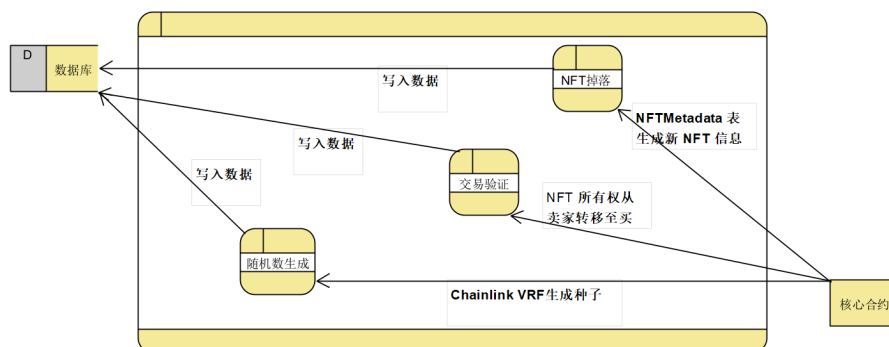 D
数据库
NFT掉落
写入数据
NFTMetadata 表
生成新 NFT 信息
写入数据
交易验证
写入数据
NFT 所有权从
卖家转移至买
随机数生成
Chainlink VRF生成种子
核心合约